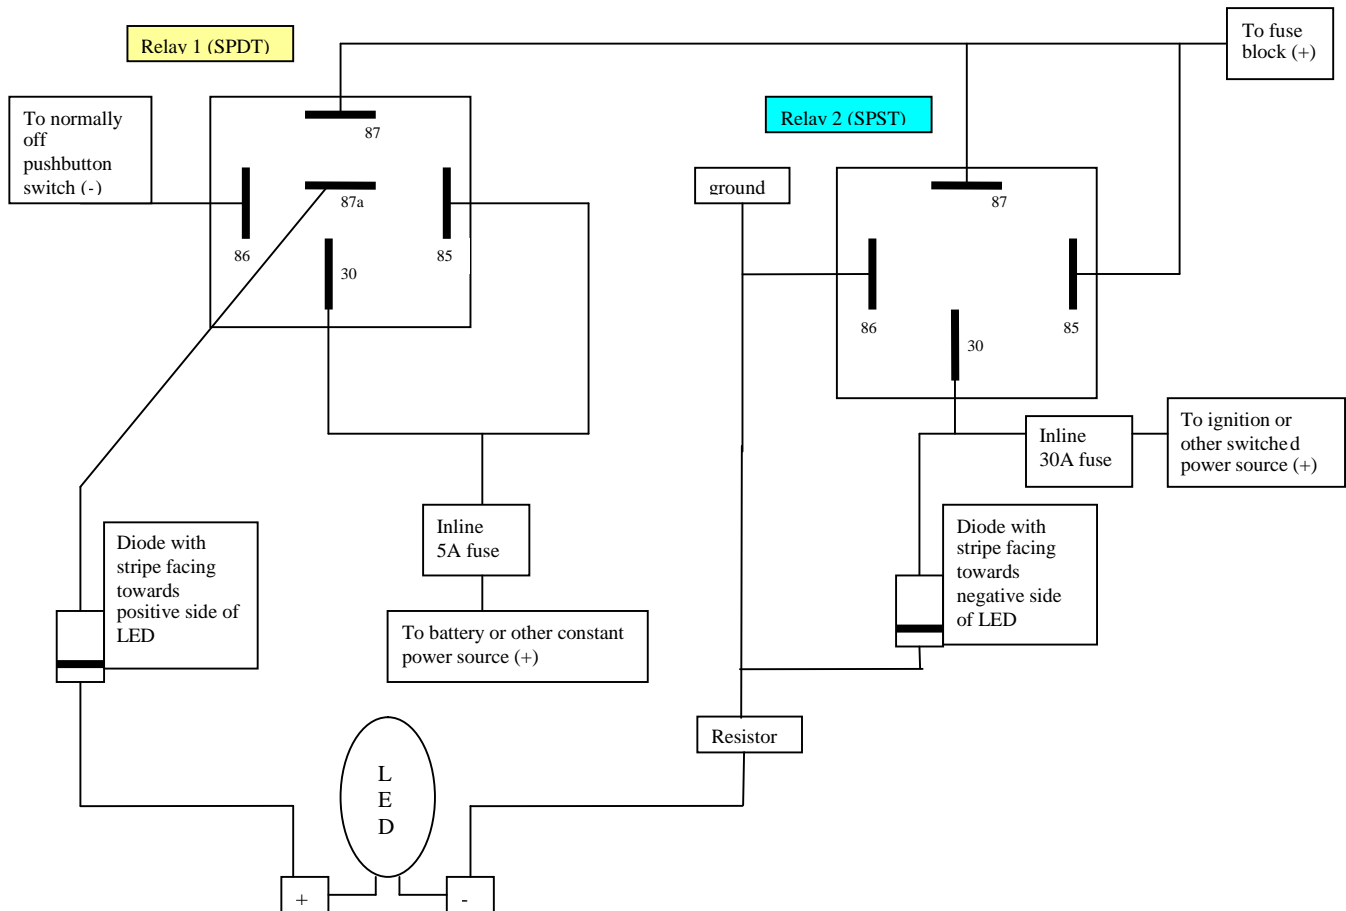 Relay 1 (SPDT)
To fuse
block (+)
To normally
off
pushbutton
switch (-)
87
87a
86
85
30
Relay 2 (SPST)
ground
87
86
85
30
Inline
30A fuse
To ignition or
other switched
power source (+)
Diode with
stripe facing
towards
positive side of
LED
Inline
5A fuse
To battery or other constant
power source (+)
Diode with
stripe facing
towards
negative side
of LED
Resistor
L
E
D
+
-